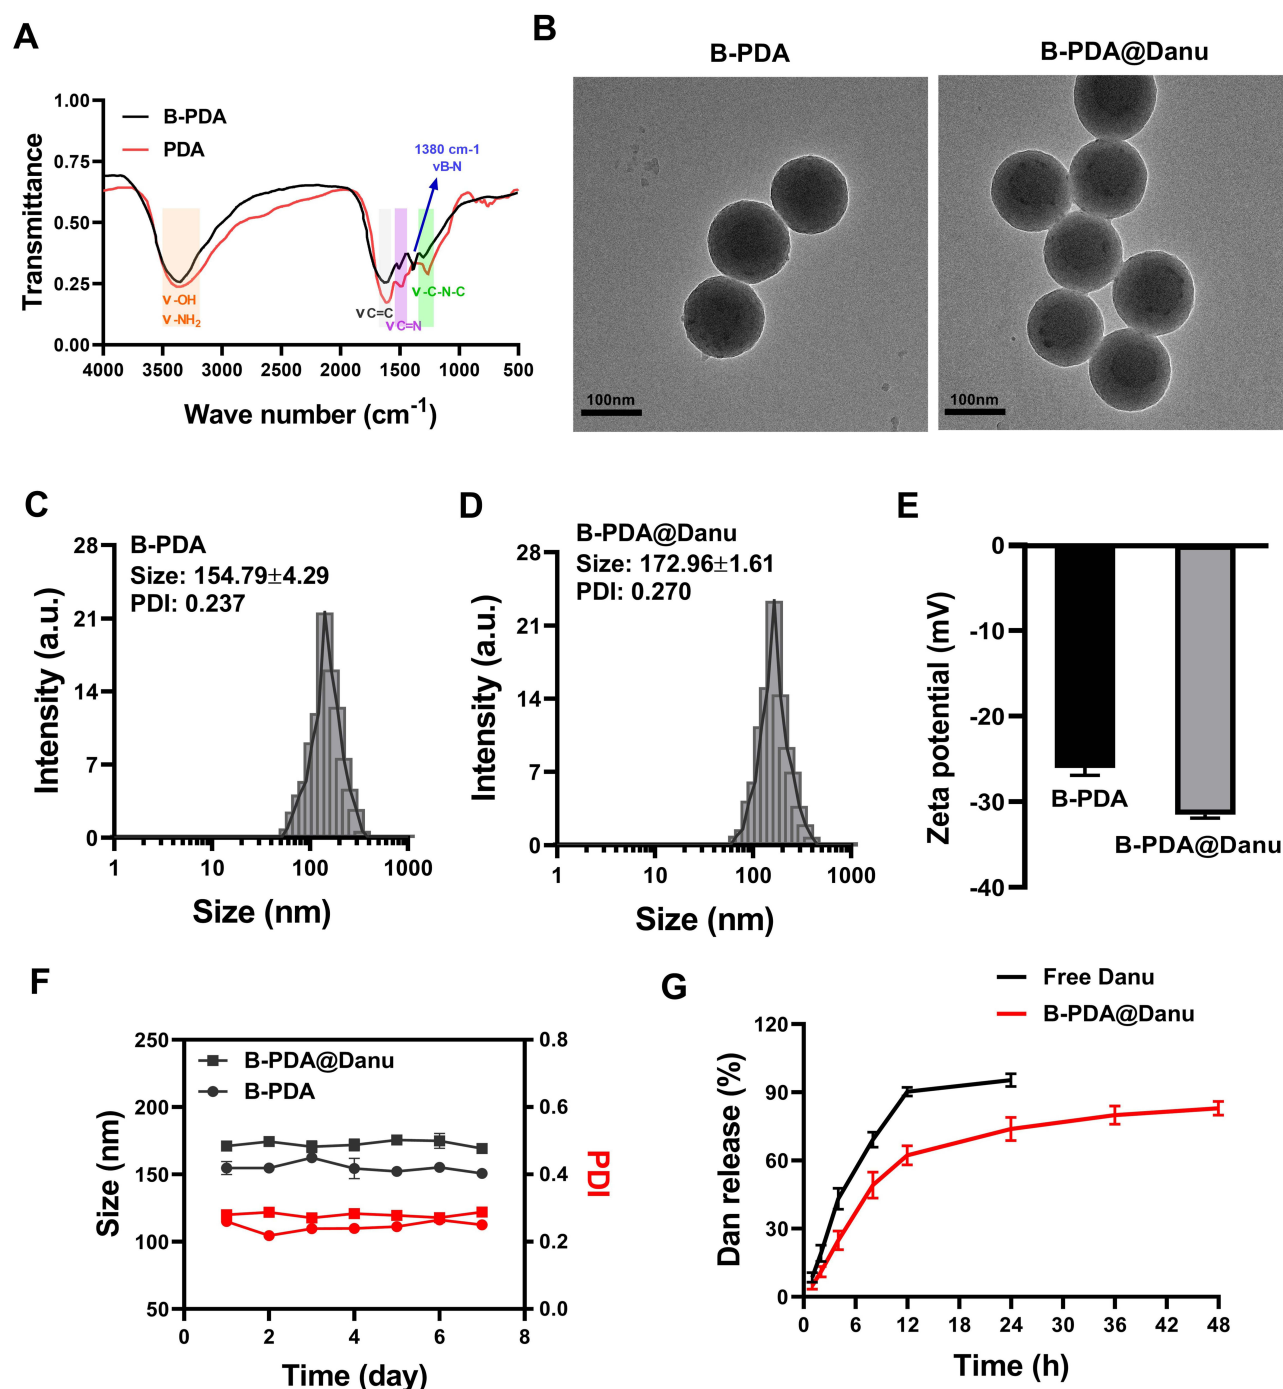 A
B-PDA
PDA
1380 cm-1
vB-N
1.00
0.75
0.50
0.25
0.00
Transmittance
ν -OH
ν -NH₂
ν C=C
ν C=N
ν -C-N-C
4000 3500 3000 2500 2000 1500 1000 500
Wave number (cm⁻¹)
B
B-PDA
B-PDA@Danu
100nm
100nm
C
B-PDA
Size: 154.79±4.29
PDI: 0.237
28
21
14
7
0
Intensity (a.u.)
1 10 100 1000
Size (nm)
D
B-PDA@Danu
Size: 172.96±1.61
PDI: 0.270
28
21
14
7
0
Intensity (a.u.)
1 10 100 1000
Size (nm)
E
0
-10
-20
-30
-40
Zeta potential (mV)
B-PDA
B-PDA@Danu
F
B-PDA@Danu
B-PDA
250
200
150
100
50
Size (nm)
0.8
0.6
0.4
0.2
0.0
PDI
0 2 4 6 8
Time (day)
G
Free Danu
B-PDA@Danu
120
90
60
30
0
Dan release (%)
0 6 12 18 24 30 36 42 48
Time (h)